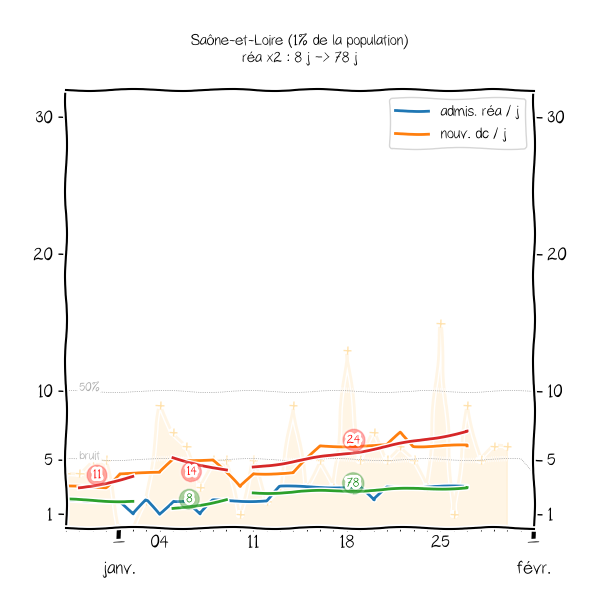 Saône-et-Loire (1% de la population)
réa x2 : 8 j -> 78 j
admis. réa / j
nouv. dc / j
30
30
20
20
10
10
50%
5
5
bruit
1
1
11
14
8
24
78
04
11
18
25
janv.
févr.